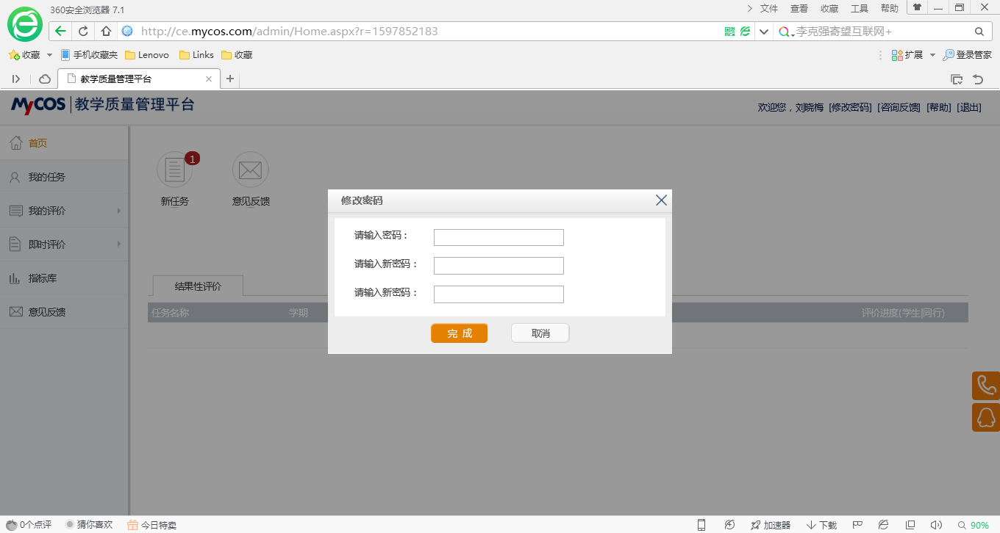 360安全浏览器 7.1
文件 查看 收藏 工具 帮助
http://ce.mycos.com/admin/Home.aspx?r=1597852183
李克强寄望互联网+
收藏 手机收藏夹 Lenovo Links 收藏
扩展 登录管家
教学质量管理平台
MyCOS 教学质量管理平台
欢迎您，刘晓梅 [修改密码] [咨询反馈] [帮助] [退出]
首页
我的任务
我的评价
即时评价
指标库
意见反馈
1
新任务 意见反馈
修改密码
请输入密码：
请输入新密码：
请输入新密码：
完 成 取消
结果性评价
任务名称 学期 评价进度(学生|同行)
0个点评 猜你喜欢 今日特卖
加速器 下载 90%